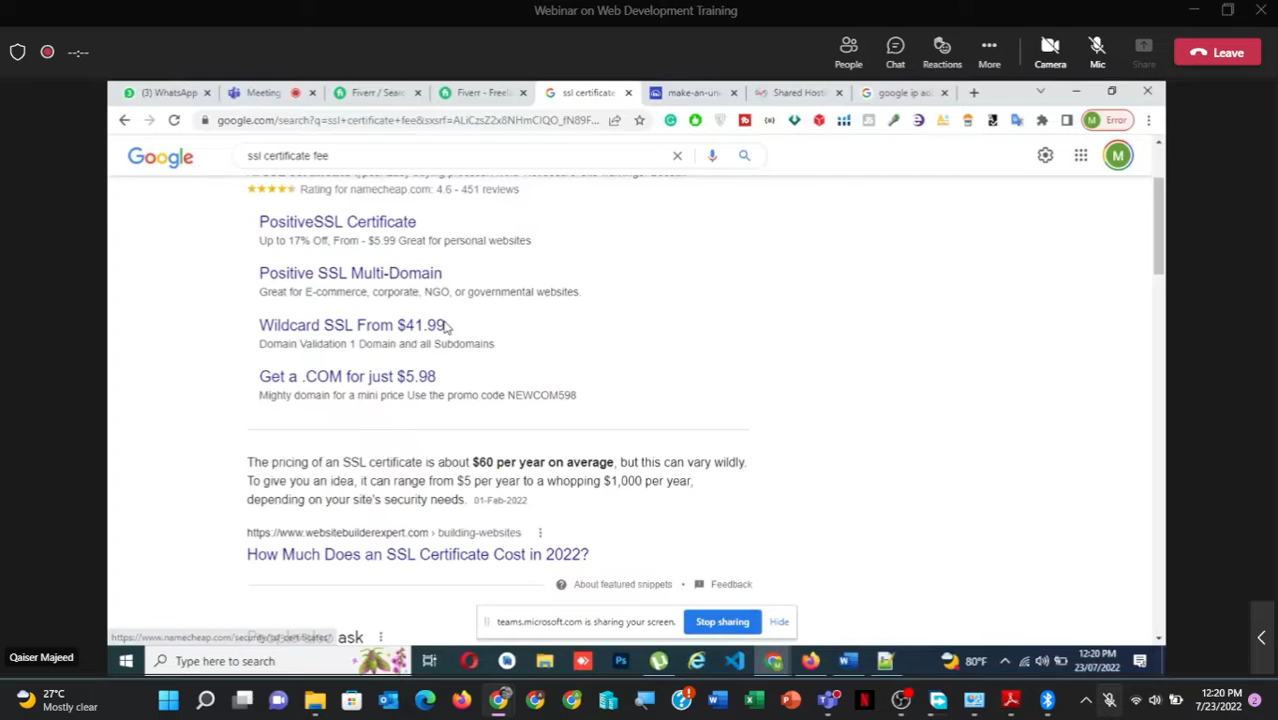 Webinar on Web Development Training
--:--
People
Chat
Reactions
More
Camera
Mic
Share
Leave
(3) WhatsApp
Meeting
Fiverr / Sear
Fiverr - Freel
ssl certificate
make-an-un
Shared Hosti
google ip ad
google.com/search?q=ssl+certificate+fee&sxsrf=ALiCzsZ2x8NHmCIQO_fN89F...
M
Error
Google
ssl certificate fee
M
Rating for namecheap.com: 4.6 - 451 reviews
PositiveSSL Certificate
Up to 17% Off, From - $5.99 Great for personal websites
Positive SSL Multi-Domain
Great for E-commerce, corporate, NGO, or governmental websites.
Wildcard SSL From $41.99
Domain Validation 1 Domain and all Subdomains
Get a .COM for just $5.98
Mighty domain for a mini price Use the promo code NEWCOM598
The pricing of an SSL certificate is about $60 per year on average, but this can vary wildly.
To give you an idea, it can range from $5 per year to a whopping $1,000 per year,
depending on your site's security needs. 01-Feb-2022
https://www.websitebuilderexpert.com › building-websites
How Much Does an SSL Certificate Cost in 2022?
About featured snippets • Feedback
teams.microsoft.com is sharing your screen.
Stop sharing
Hide
ask
Qaiser Majeed
Type here to search
80°F
12:20 PM
23/07/2022
27°C
Mostly clear
12:20 PM
7/23/2022
2